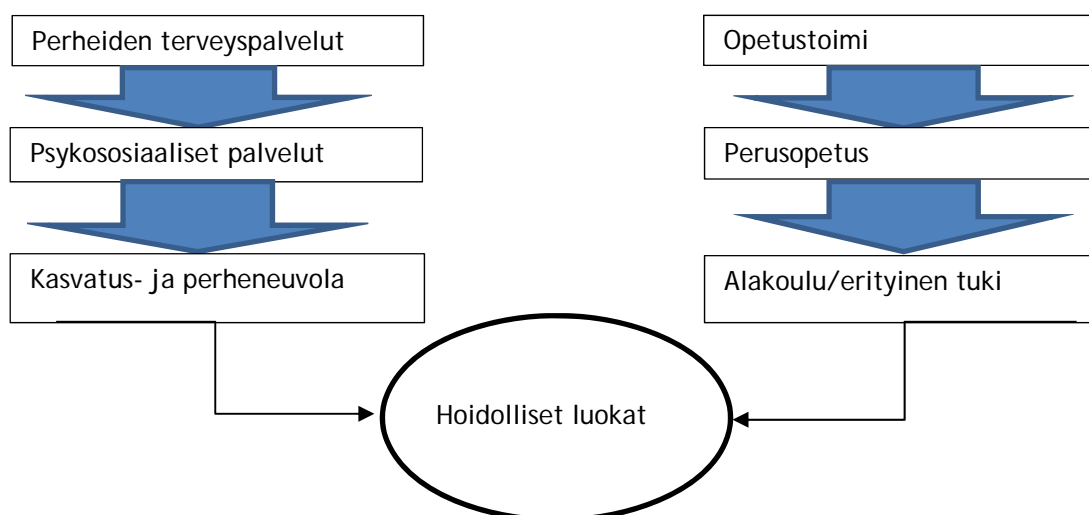 Perheiden terveyspalvelut
Psykososiaaliset palvelut
Kasvatus- ja perheneuvola
Opetustoimi
Perusopetus
Alakoulu/erityinen tuki
Hoidolliset luokat